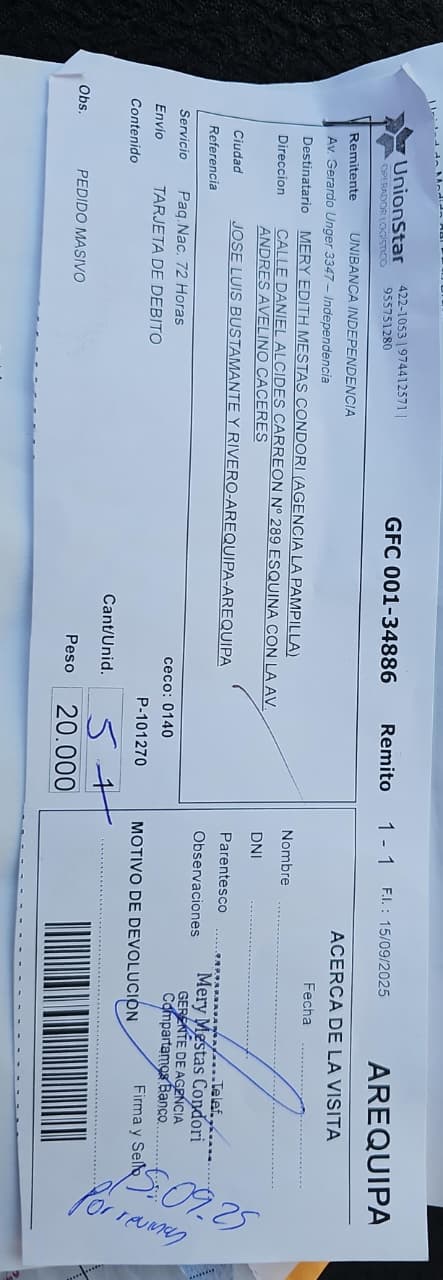 UnionStar
OPERADOR LOGISTICO
422-1053 | 974412571 |
955751280
GFC 001-34886 Remito 1 - 1 F.I. : 15/09/2025 AREQUIPA
Remitente UNIBANCA INDEPENDENCIA
Av. Gerardo Unger 3347 - Independencia
Destinatario MERY EDITH MESTAS CONDORI (AGENCIA LA PAMPILLA)
Direccion CALLE DANIEL ALCIDES CARREON Nº 289 ESQUINA CON LA AV.
ANDRES AVELINO CACERES
Ciudad JOSE LUIS BUSTAMANTE Y RIVERO-AREQUIPA-AREQUIPA
Referencia
Servicio Paq.Nac. 72 Horas ceco: 0140
Envio TARJETA DE DEBITO P-101270
Contenido
Cant/Unid. 5 1
Obs. PEDIDO MASIVO Peso 20.000
ACERCA DE LA VISITA
Fecha
Nombre
DNI
Parentesco Telef.
Observaciones
Mery Mestas Condori
GERENTE DE AGENCIA
Compartamos Banco
MOTIVO DE DEVOLUCION Firma y Sello
15.09.25
Por